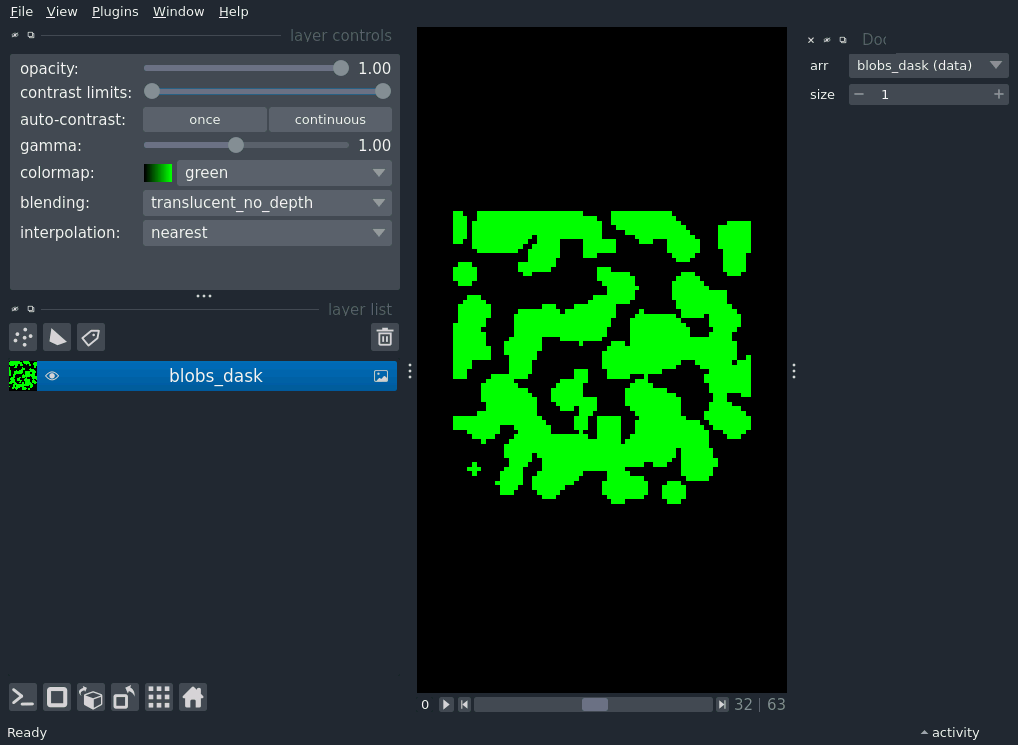 File View Plugins Window Help
layer controls
opacity: 1.00
contrast limits:
auto-contrast: once continuous
gamma: 1.00
colormap: green
blending: translucent_no_depth
interpolation: nearest
layer list
blobs_dask
arr blobs_dask (data)
size 1
0 32 | 63
Ready
activity